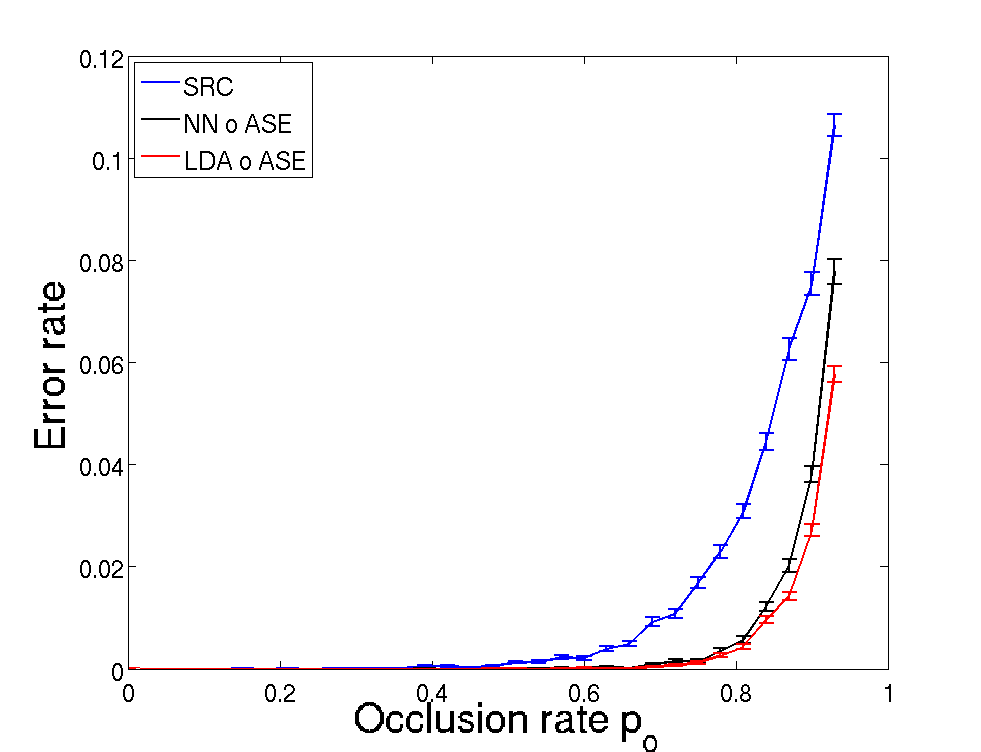 0.12
0.1
0.08
0.06
0.04
0.02
0
Error rate
SRC
NN o ASE
LDA o ASE
0 0.2 0.4 0.6 0.8 1
Occlusion rate p_o